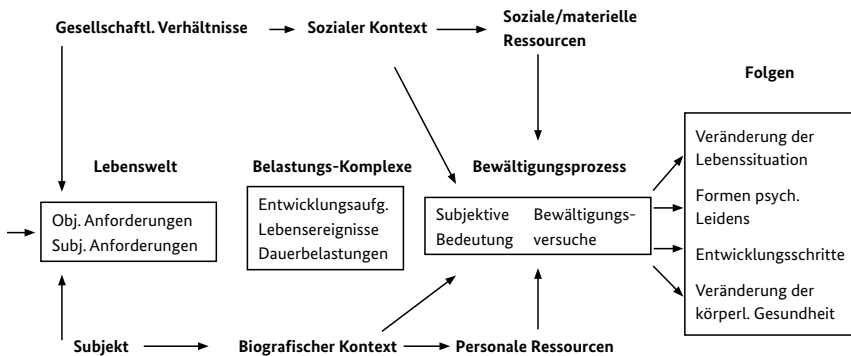 Gesellschaftl. Verhältnisse
Sozialer Kontext
Soziale/materielle
Ressourcen
Folgen
Lebenswelt
Obj. Anforderungen
Subj. Anforderungen
Belastungs-Komplexe
Entwicklungsaufg.
Lebensereignisse
Dauerbelastungen
Bewältigungsprozess
Subjektive
Bedeutung
Bewältigungs-
versuche
Veränderung der
Lebenssituation
Formen psych.
Leidens
Entwicklungsschritte
Veränderung der
körperl. Gesundheit
Subjekt
Biografischer Kontext
Personale Ressourcen